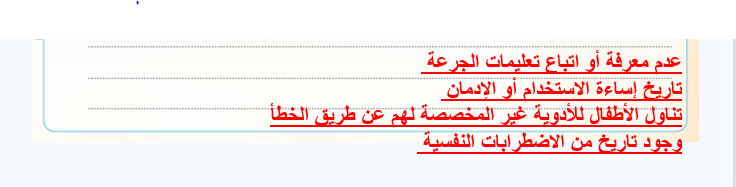 عدم معرفة أو اتباع تعليمات الجرعة
تاريخ إساءة الاستخدام أو الإدمان
تناول الأطفال للأدوية غير المخصصة لهم عن طريق الخطأ
وجود تاريخ من الاضطرابات النفسية